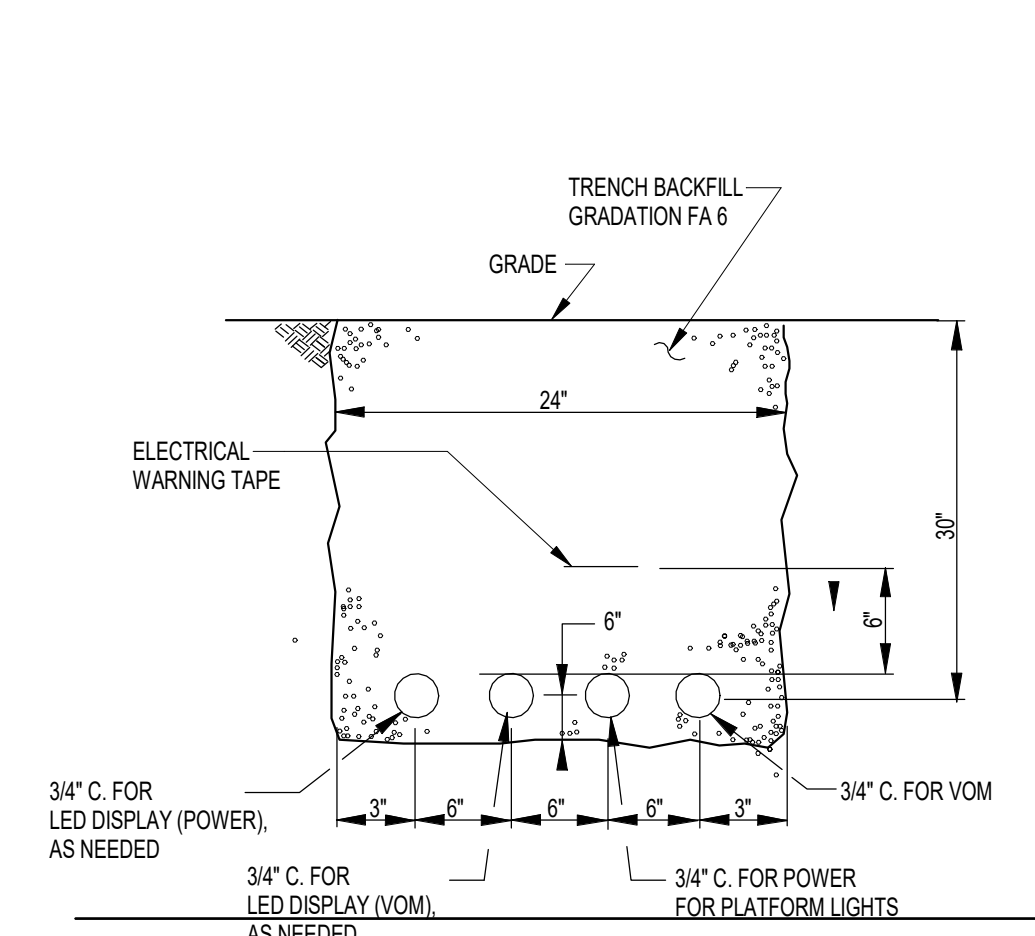 TRENCH BACKFILL
GRADATION FA 6
GRADE
24"
ELECTRICAL
WARNING TAPE
30"
6"
6"
3/4" C. FOR
LED DISPLAY (POWER),
AS NEEDED
3" 6" 6" 6" 3"
3/4" C. FOR VOM
3/4" C. FOR
LED DISPLAY (VOM),
AS NEEDED
3/4" C. FOR POWER
FOR PLATFORM LIGHTS